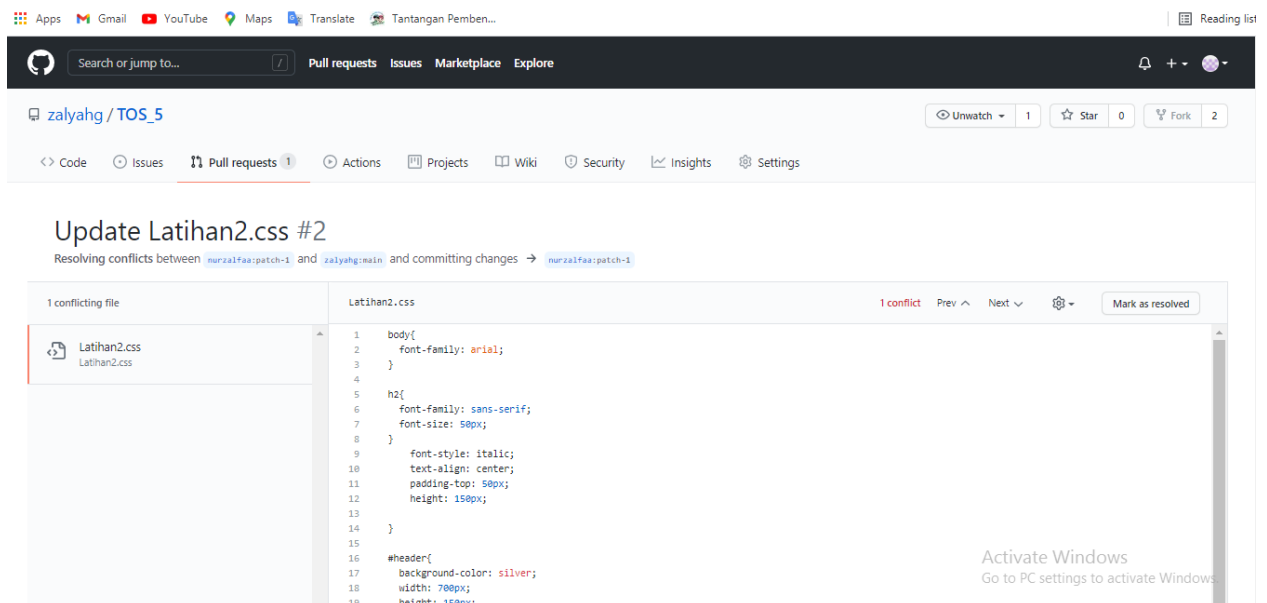 Apps Gmail YouTube Maps Translate Tantangan Pemben... Reading list
Search or jump to... / Pull requests Issues Marketplace Explore
zalyahg / TOS_5 Unwatch 1 Star 0 Fork 2
Code Issues Pull requests 1 Actions Projects Wiki Security Insights Settings
Update Latihan2.css #2
Resolving conflicts between nurzalfaa:patch-1 and zalyahg:main and committing changes → nurzalfaa:patch-1
1 conflicting file Latihan2.css 1 conflict Prev Next Mark as resolved
Latihan2.css
Latihan2.css
1 body{
2 font-family: arial;
3 }
4
5 h2{
6 font-family: sans-serif;
7 font-size: 50px;
8 }
9 font-style: italic;
10 text-align: center;
11 padding-top: 50px;
12 height: 150px;
13
14 }
15
16 #header{
17 background-color: silver;
18 width: 700px;
19 height: 150px;
Activate Windows
Go to PC settings to activate Windows.